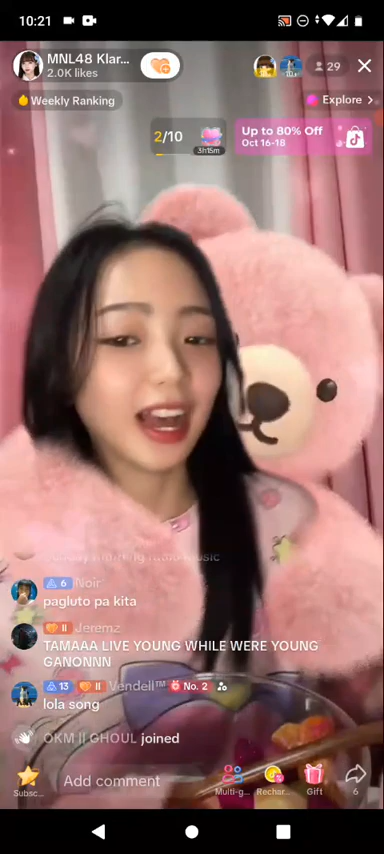 10:21
MNL48 Klar...
2.0K likes
29
Weekly Ranking
Explore
2/10
3h15m
Up to 80% Off
Oct 16-18
6 Noir
pagluto pa kita
II Jeremz
TAMAAA LIVE YOUNG WHILE WERE YOUNG
GANONNN
13 II Vendell™ No. 2
lola song
OKM || GHOUL joined
Subsc...
Add comment
Multi-g...
Rechar...
Gift
6